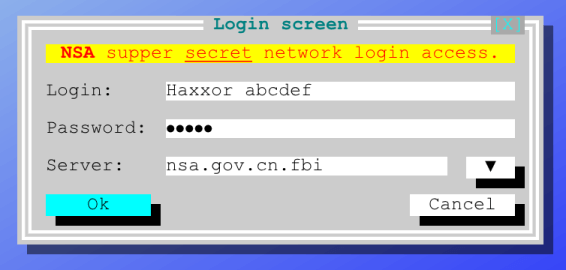 Login screen [X]
NSA supper secret network login access.
Login: Haxxor abcdef
Password: ●●●●●
Server: nsa.gov.cn.fbi ▼
Ok Cancel